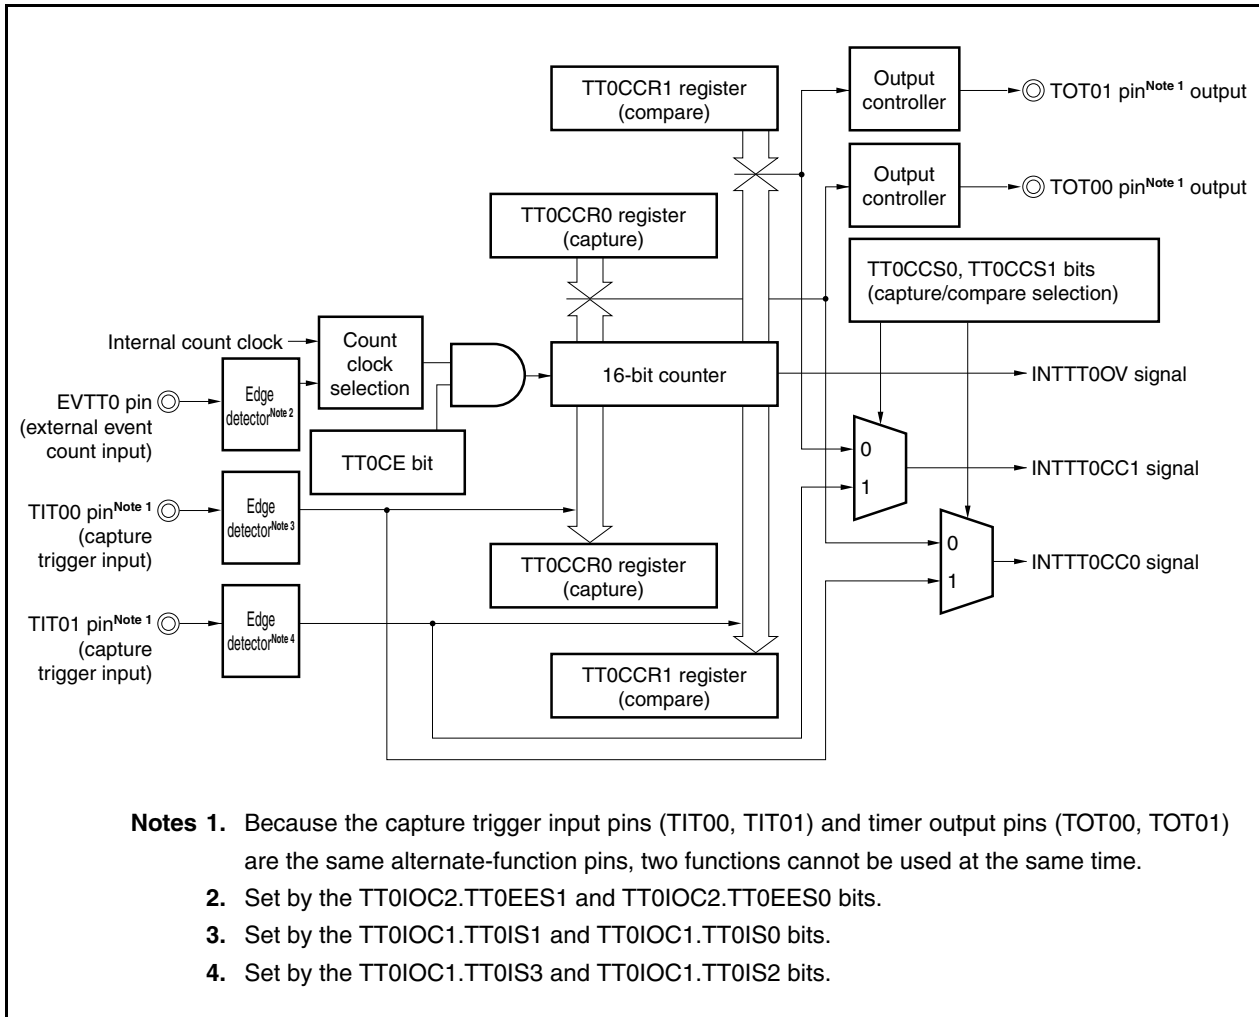 TT0CCR1 register
(compare)
Output
controller
TOT01 pinNote 1 output
Output
controller
TOT00 pinNote 1 output
TT0CCR0 register
(capture)
TT0CCS0, TT0CCS1 bits
(capture/compare selection)
Internal count clock
Count
clock
selection
16-bit counter
INTTT0OV signal
EVTT0 pin
(external event
count input)
Edge
detectorNote 2
TT0CE bit
0
1
INTTT0CC1 signal
TIT00 pinNote 1
(capture
trigger input)
Edge
detectorNote 3
TT0CCR0 register
(capture)
0
1
INTTT0CC0 signal
TIT01 pinNote 1
(capture
trigger input)
Edge
detectorNote 4
TT0CCR1 register
(compare)
Notes 1. Because the capture trigger input pins (TIT00, TIT01) and timer output pins (TOT00, TOT01)
are the same alternate-function pins, two functions cannot be used at the same time.
2. Set by the TT0IOC2.TT0EES1 and TT0IOC2.TT0EES0 bits.
3. Set by the TT0IOC1.TT0IS1 and TT0IOC1.TT0IS0 bits.
4. Set by the TT0IOC1.TT0IS3 and TT0IOC1.TT0IS2 bits.